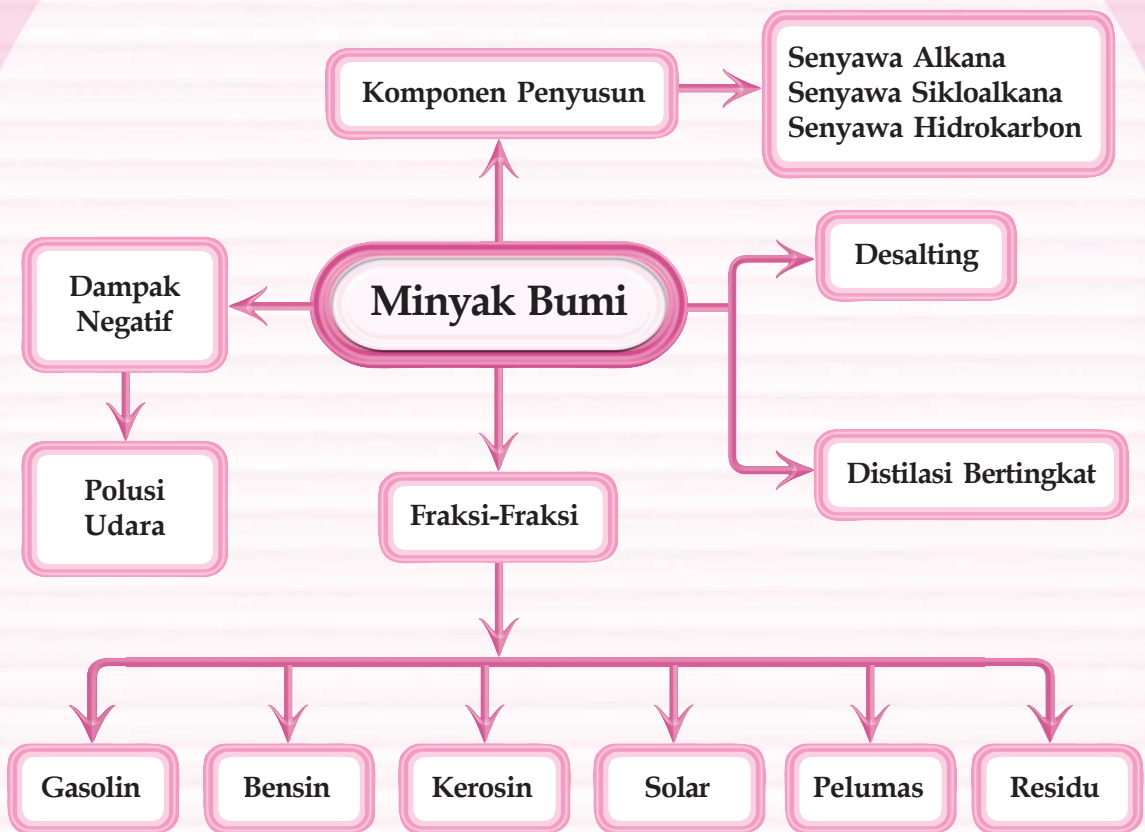 Komponen Penyusun
Senyawa Alkana
Senyawa Sikloalkana
Senyawa Hidrokarbon
Dampak
Negatif
Minyak Bumi
Desalting
Polusi
Udara
Fraksi-Fraksi
Distilasi Bertingkat
Gasolin
Bensin
Kerosin
Solar
Pelumas
Residu